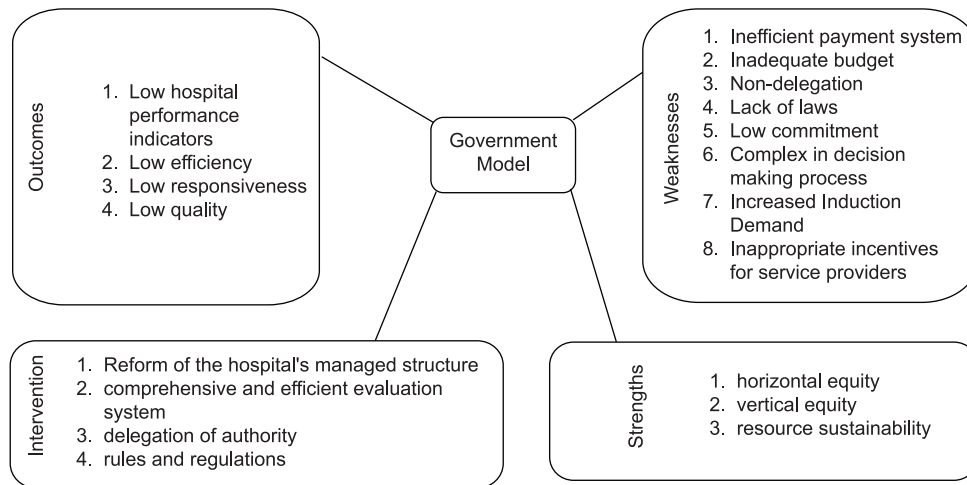 Outcomes
1. Low hospital
performance
indicators
2. Low efficiency
3. Low responsiveness
4. Low quality
Government
Model
Weaknesses
1. Inefficient payment system
2. Inadequate budget
3. Non-delegation
4. Lack of laws
5. Low commitment
6. Complex in decision
making process
7. Increased Induction
Demand
8. Inappropriate incentives
for service providers
Intervention
1. Reform of the hospital's managed structure
2. comprehensive and efficient evaluation
system
3. delegation of authority
4. rules and regulations
Strengths
1. horizontal equity
2. vertical equity
3. resource sustainability